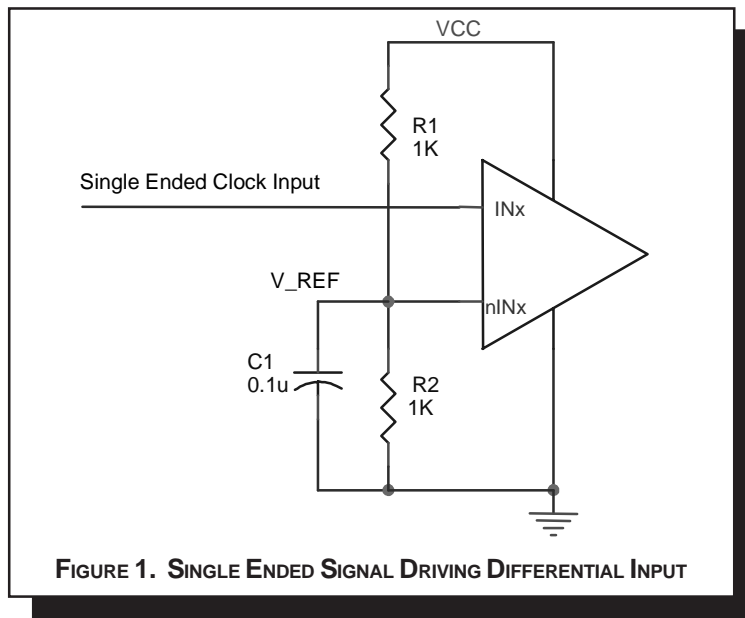 VCC
R1
1K
Single Ended Clock Input
INx
V_REF
nINx
C1
0.1u
R2
1K
FIGURE 1. SINGLE ENDED SIGNAL DRIVING DIFFERENTIAL INPUT